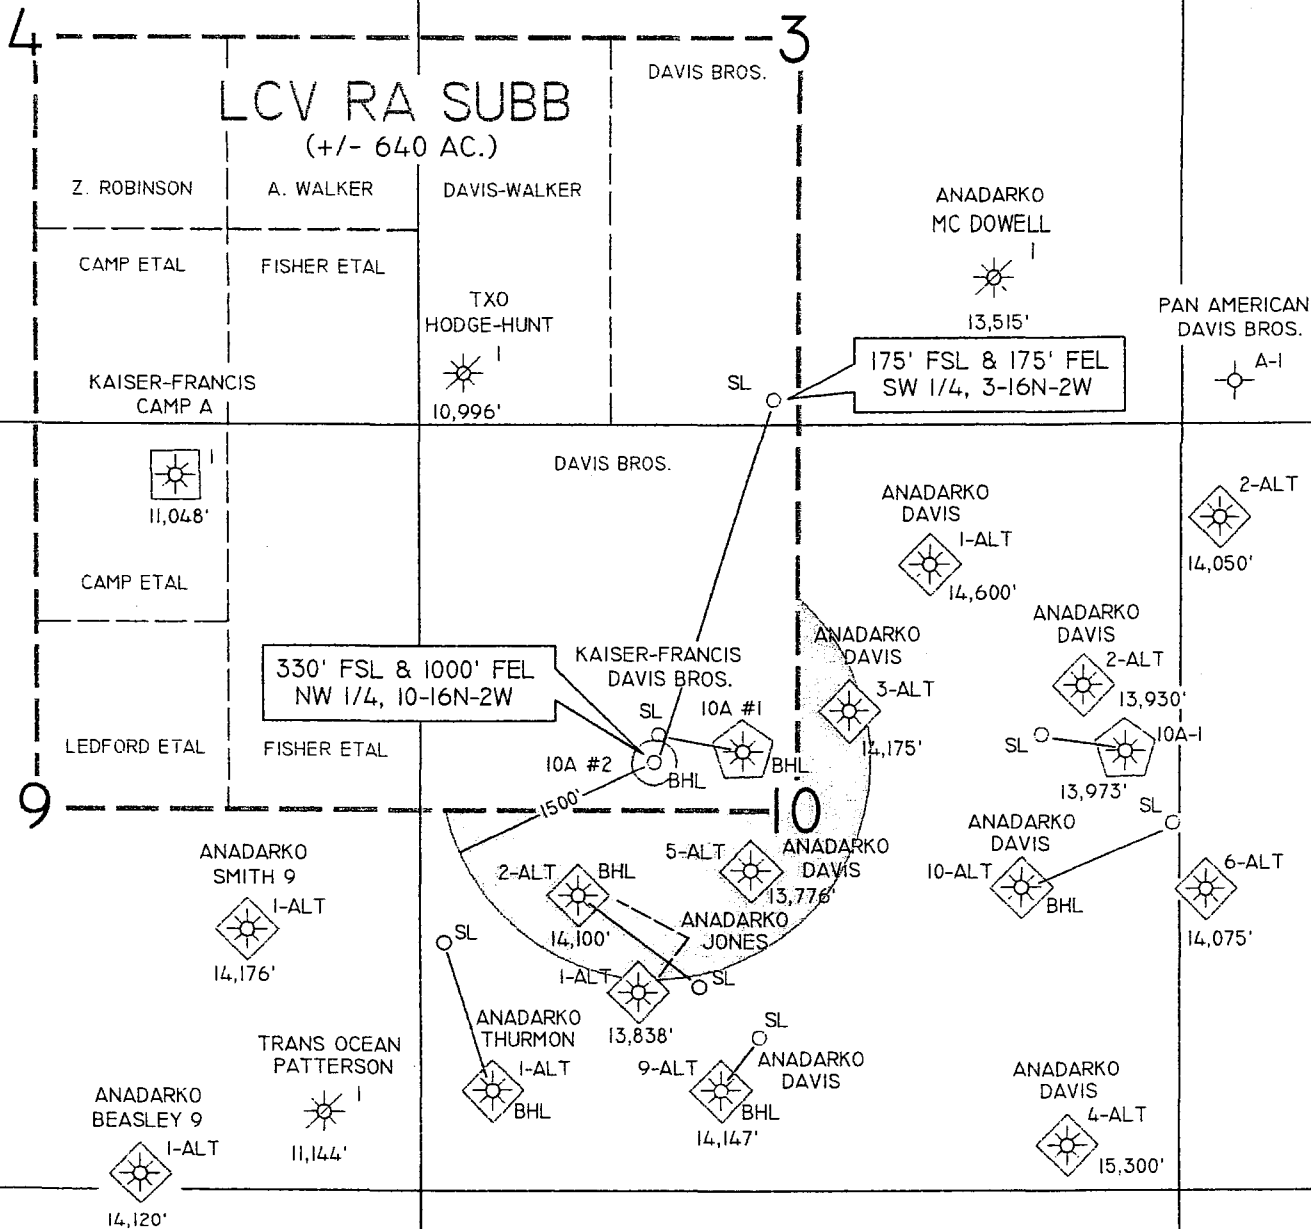 4
3
DAVIS BROS.
LCV RA SUBB
(+/- 640 AC.)
Z. ROBINSON
A. WALKER
DAVIS-WALKER
ANADARKO
MC DOWELL
1
13,515'
CAMP ETAL
FISHER ETAL
TXO
HODGE-HUNT
1
10,996'
PAN AMERICAN
DAVIS BROS.
A-1
175' FSL & 175' FEL
SW 1/4, 3-16N-2W
SL
KAISER-FRANCIS
CAMP A
1
11,048'
DAVIS BROS.
ANADARKO
DAVIS
1-ALT
14,600'
2-ALT
14,050'
CAMP ETAL
ANADARKO
DAVIS
2-ALT
13,930'
ANADARKO
DAVIS
3-ALT
14,175'
330' FSL & 1000' FEL
NW 1/4, 10-16N-2W
KAISER-FRANCIS
DAVIS BROS.
SL
10A #1
BHL
10A #2
BHL
SL
10A-1
13,973'
LEDFORD ETAL
FISHER ETAL
1500'
9
10
SL
ANADARKO
DAVIS
10-ALT
BHL
6-ALT
14,075'
ANADARKO
SMITH 9
1-ALT
14,176'
2-ALT
BHL
14,100'
5-ALT
ANADARKO
DAVIS
13,776'
ANADARKO
JONES
SL
SL
1-ALT
13,838'
ANADARKO
THURMON
1-ALT
BHL
SL
9-ALT
ANADARKO
DAVIS
BHL
14,147'
TRANS OCEAN
PATTERSON
1
11,144'
ANADARKO
DAVIS
4-ALT
15,300'
ANADARKO
BEASLEY 9
1-ALT
14,120'